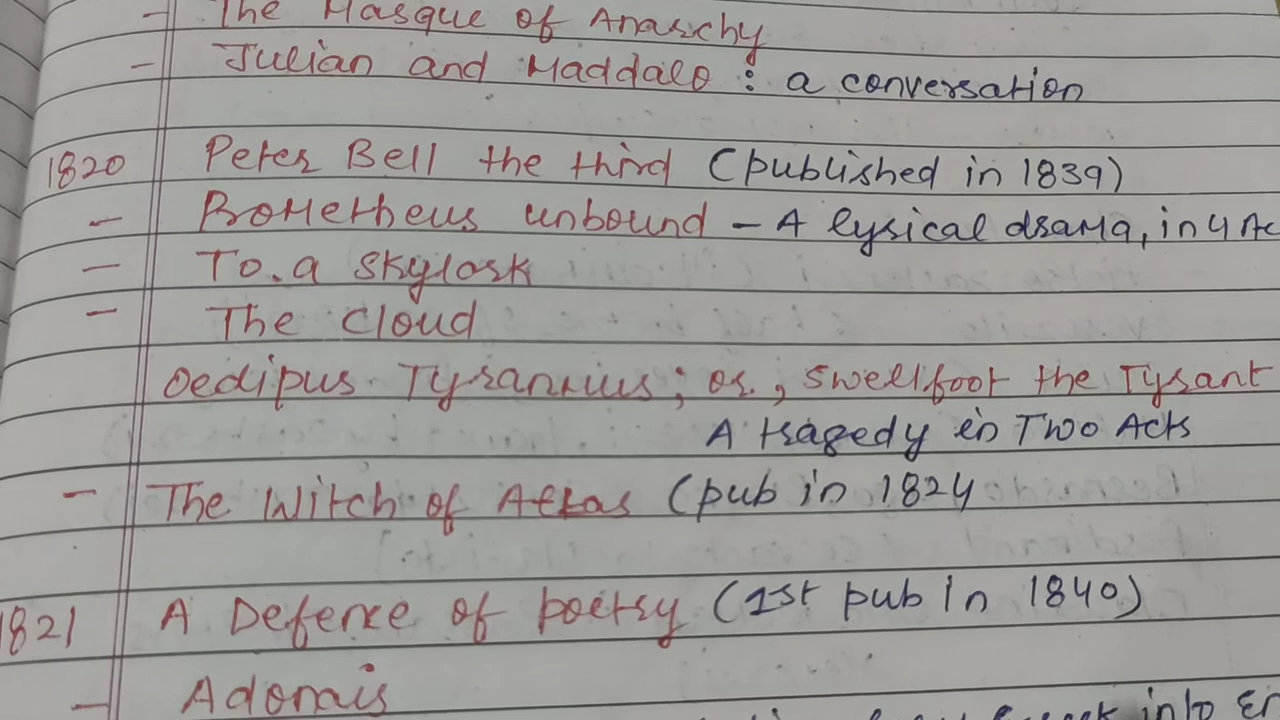 - The Masque of Anarchy
- Julian and Maddalo : a conversation
1820 Peter Bell the third (published in 1839)
- Prometheus unbound - A lyrical drama, in 4 Ac
- To a Skylark
- The Cloud
Oedipus Tyrannus; or, Swellfoot the Tyrant
A tragedy in Two Acts
- The Witch of Atlas (pub in 1824
1821 A Defence of poetry (1st pub in 1840)
- Adonais
into